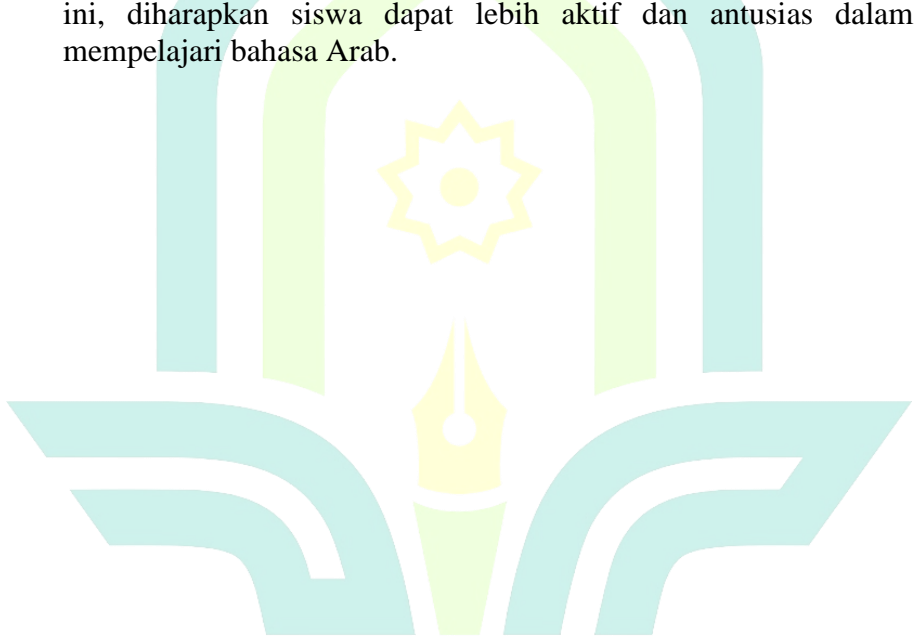 ini, diharapkan siswa dapat lebih aktif dan antusias dalam
mempelajari bahasa Arab.